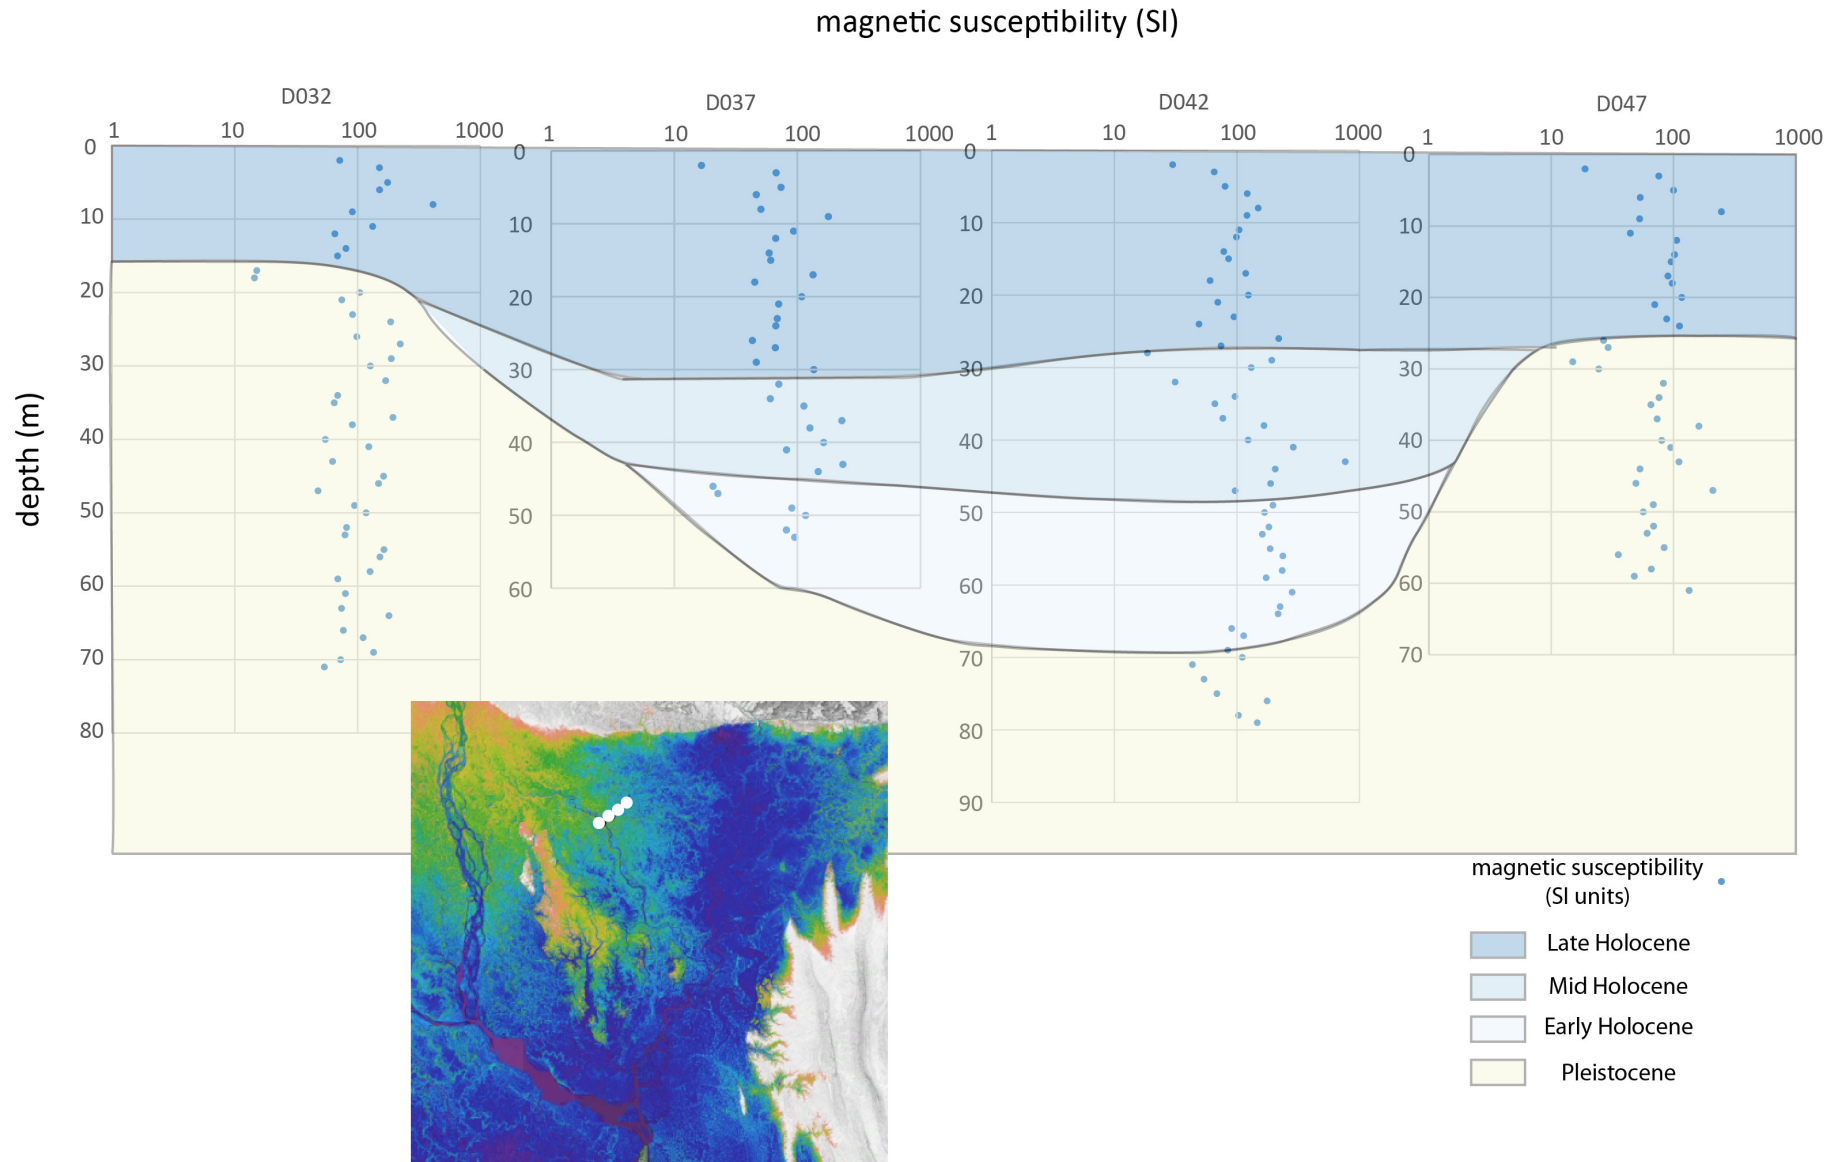 magnetic susceptibility (SI)
D032 D037 D042 D047
1 10 100 1000 1 10 100 1000 1 10 100 1000 1 10 100 1000
0 0 0 0
10 10 10 10
20 20 20 20
30 30 30 30
40 40 40 40
50 50 50 50
60 60 60 60
70 70 70
80 80
90
depth (m)
magnetic susceptibility
(SI units)
Late Holocene
Mid Holocene
Early Holocene
Pleistocene